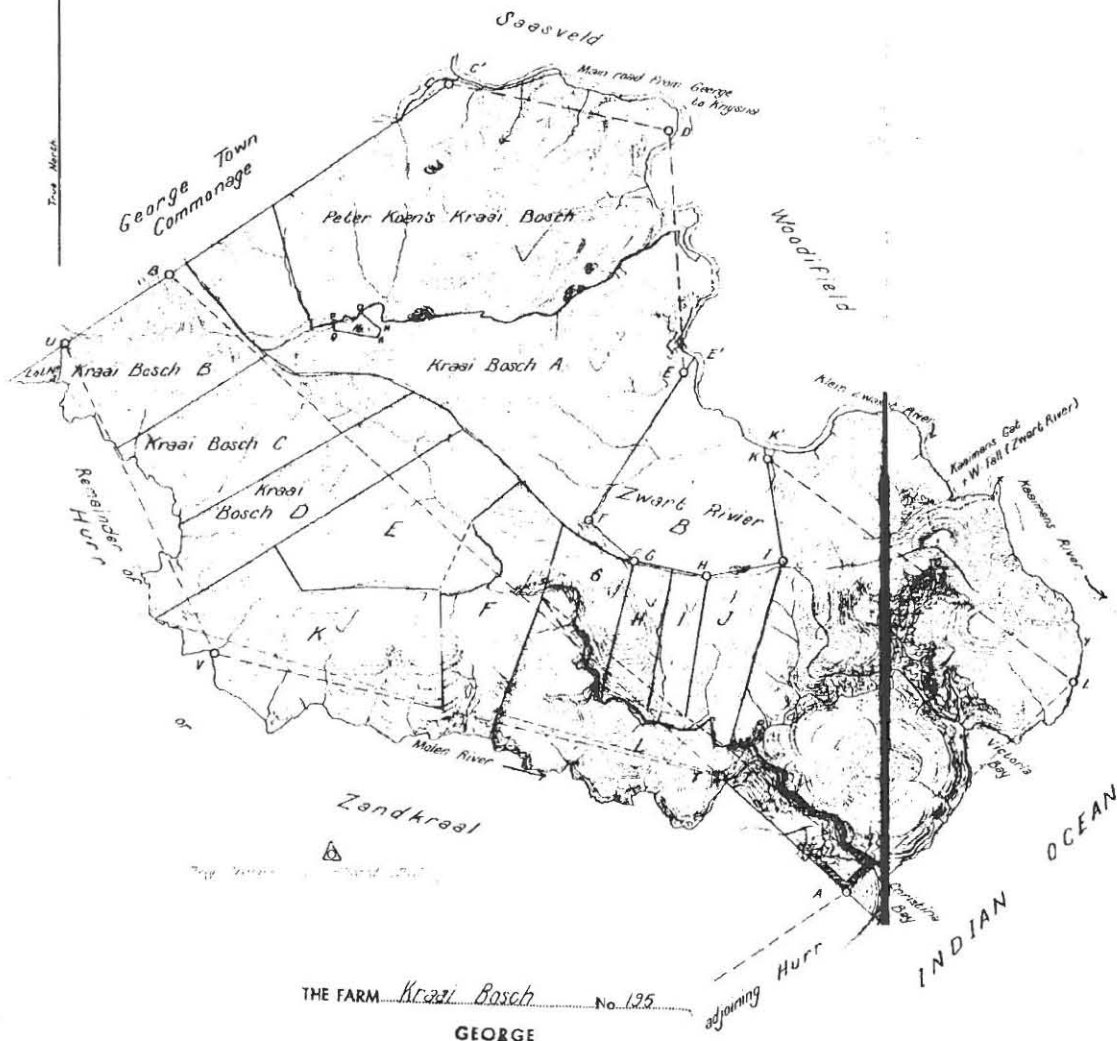 Saasveld
C'
C
Main road From George
to Knysna
D
True North
George Town
Commonage
Peter Koen's Kraai Bosch
Woodifield
B
U
Kraai Bosch B
Kraai Bosch A
E'
E
Klein Zwart River
Kraai Bosch C
K'
K
Kaaimans Gat
+ W. Fall (Zwart River)
Kaaimans River
Remainder of
Hurr
Kraai
Bosch D
E
Zwart Rivier
B
F
G
H
I
6
H
I
J
K
F
V
L
Y
L
or
Molen River
T
Victoria
Bay
Zandkraal
A
Christina
Bay
INDIAN OCEAN
adjoining Hurr
THE FARM Kraai Bosch No 195
GEORGE